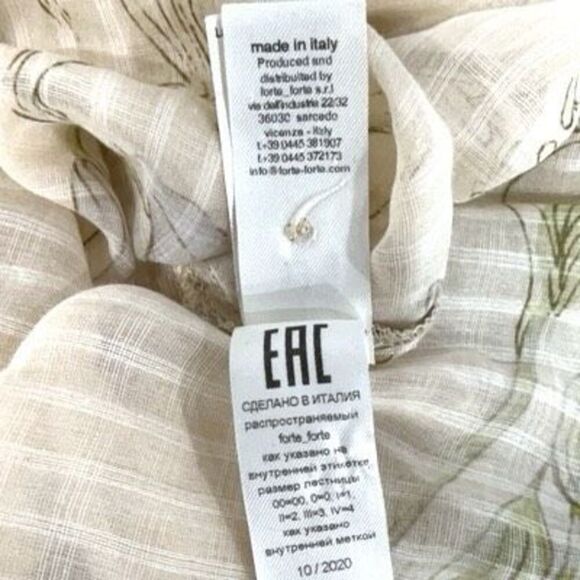 made in italy
Produced and
distribuited by
forte_forte s.r.l
via dell'industria 22/32
36030 sarcedo
vicenza - italy
t.+39 0445 381907
f.+39 0445 372173
info@forte-forte.com
EAC
СДЕЛАНО В ИТАЛИЯ
распространяемый
forte_forte
как указано на
внутренней этикетке
размер лестницы
00=00, 0=0, I=1,
II=2, III=3, IV=4
как указано
внутренней меткой
10 / 2020